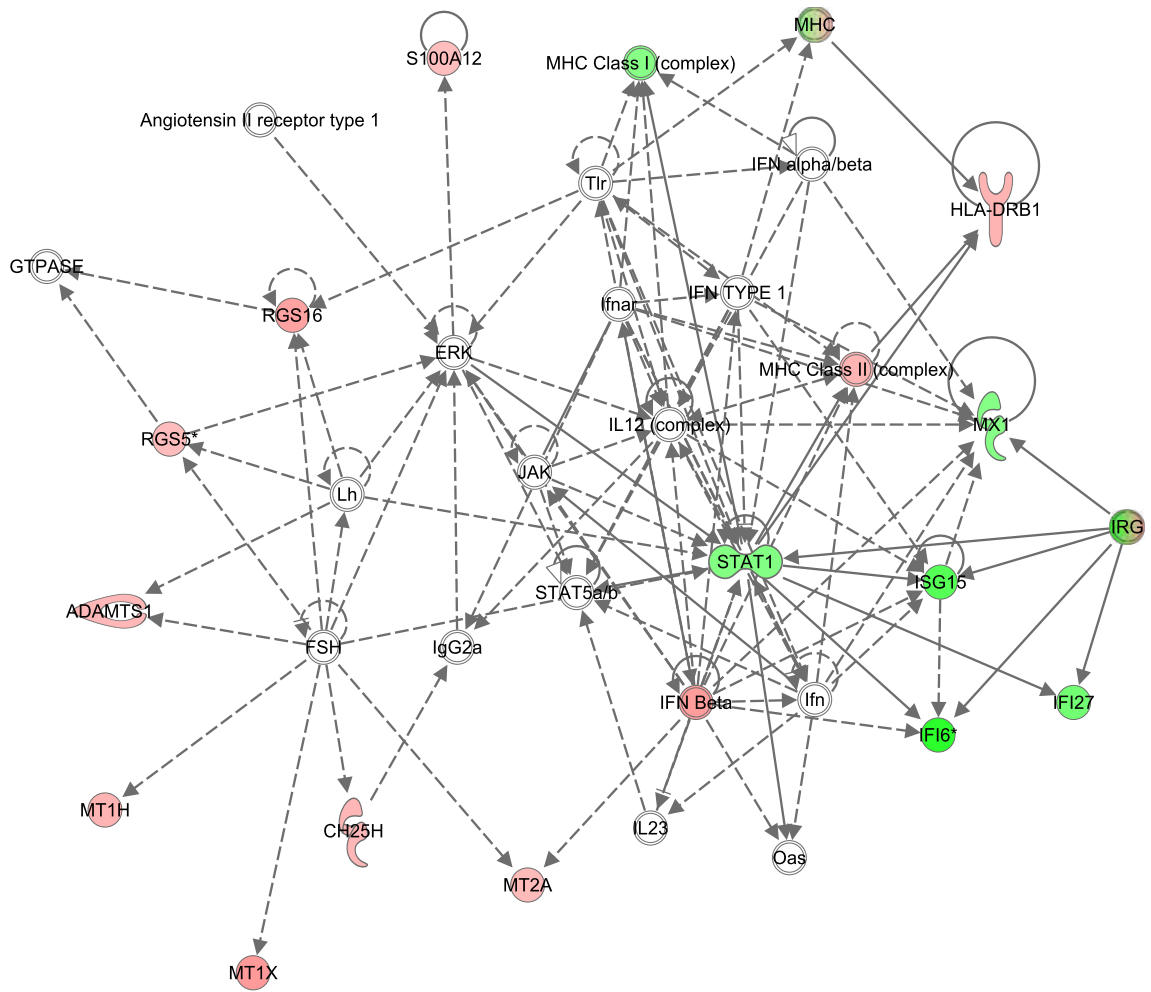 MHC
S100A12
MHC Class I (complex)
Angiotensin II receptor type 1
IFN alpha/beta
Tlr
HLA-DRB1
GTPASE
IFN TYPE 1
Ifnar
RGS16
ERK
MHC Class II (complex)
IL12 (complex)
MX1
RGS5*
JAK
Lh
IRG
STAT1
ISG15
STAT5a/b
ADAMTS1
FSH
IgG2a
IFN Beta
Ifn
IFI27
IFI6*
MT1H
CH25H
IL23
Oas
MT2A
MT1X